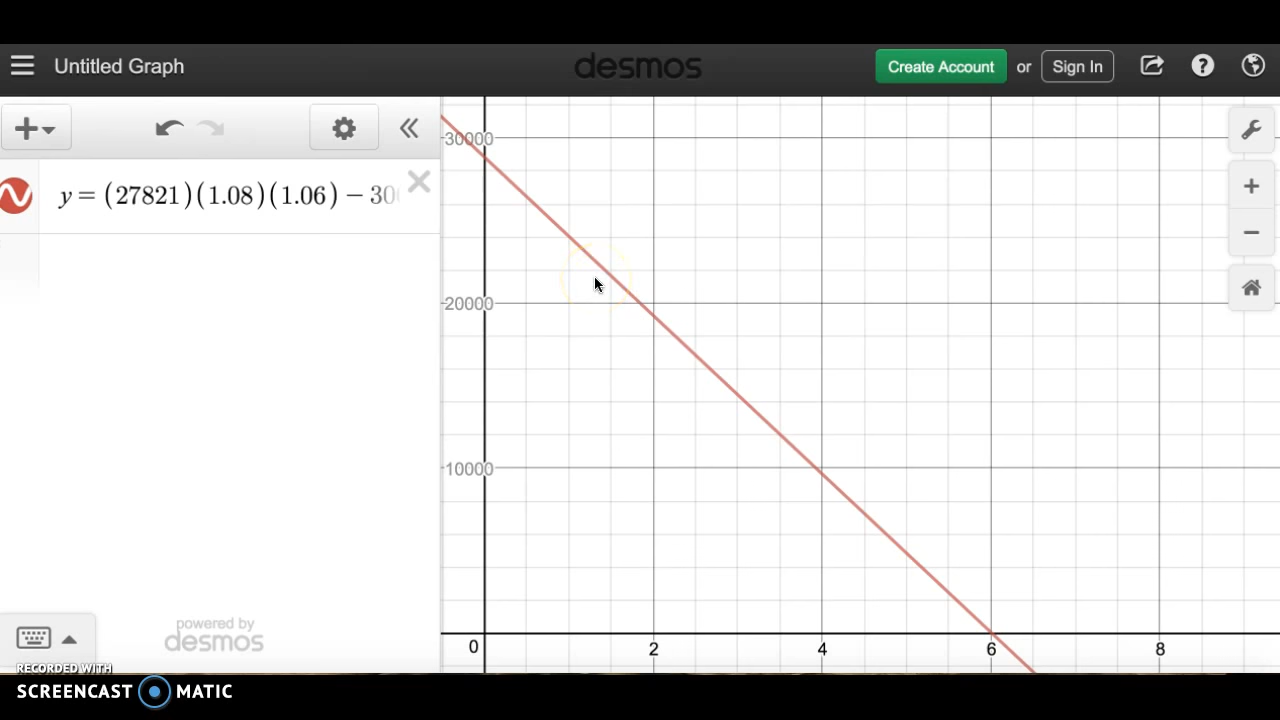 Untitled Graph
desmos
Create Account or Sign In
y = (27821)(1.08)(1.06) − 30
30000
20000
10000
0 2 4 6 8
powered by
desmos
RECORDED WITH
SCREENCAST MATIC